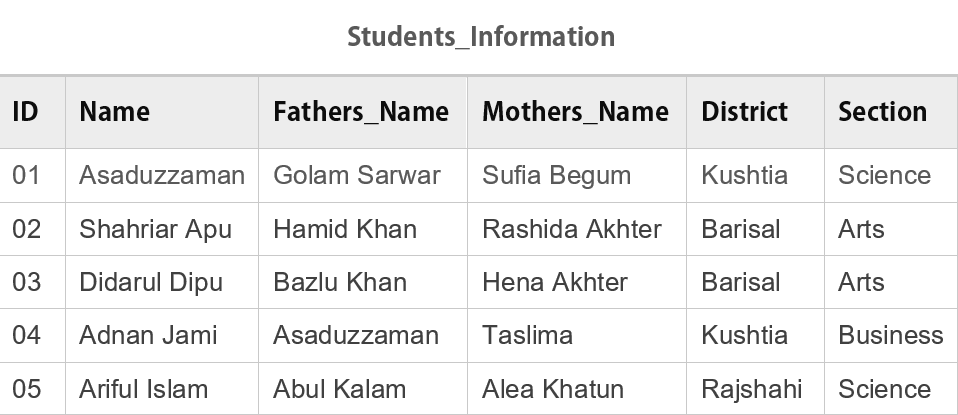 Students_Information
ID Name Fathers_Name Mothers_Name District Section
01 Asaduzzaman Golam Sarwar Sufia Begum Kushtia Science
02 Shahriar Apu Hamid Khan Rashida Akhter Barisal Arts
03 Didarul Dipu Bazlu Khan Hena Akhter Barisal Arts
04 Adnan Jami Asaduzzaman Taslima Kushtia Business
05 Ariful Islam Abul Kalam Alea Khatun Rajshahi Science